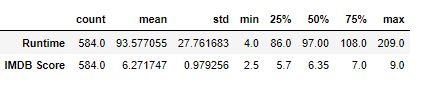 count mean std min 25% 50% 75% max
Runtime 584.0 93.577055 27.761683 4.0 86.0 97.00 108.0 209.0
IMDB Score 584.0 6.271747 0.979256 2.5 5.7 6.35 7.0 9.0